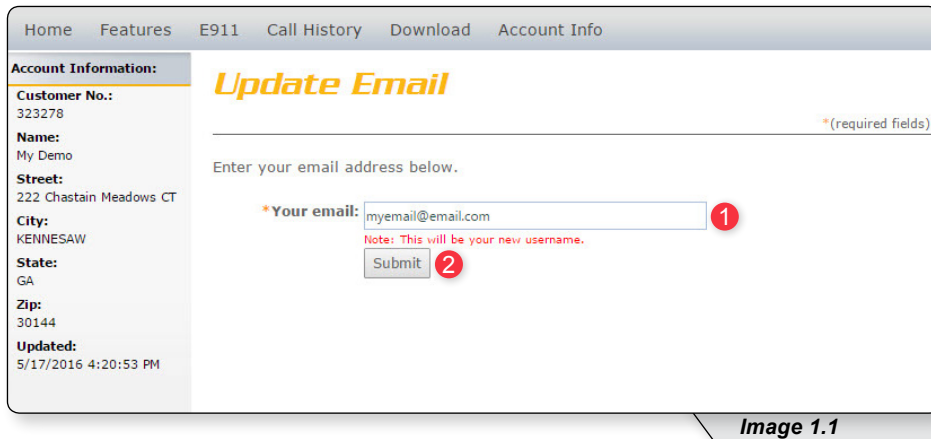 Home Features E911 Call History Download Account Info
Account Information:
Customer No.:
323278
Name:
My Demo
Street:
222 Chastain Meadows CT
City:
KENNESAW
State:
GA
Zip:
30144
Updated:
5/17/2016 4:20:53 PM
Update Email
*(required fields)
Enter your email address below.
*Your email: myemail@email.com 1
Note: This will be your new username.
Submit 2
Image 1.1